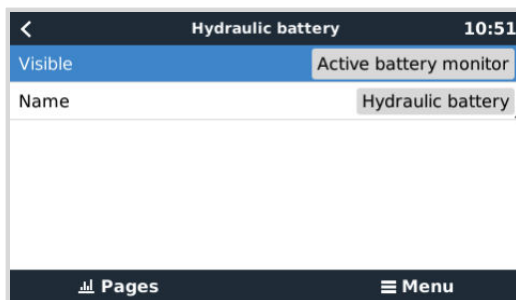 Hydraulic battery 10:51
Visible Active battery monitor
Name Hydraulic battery
Pages Menu